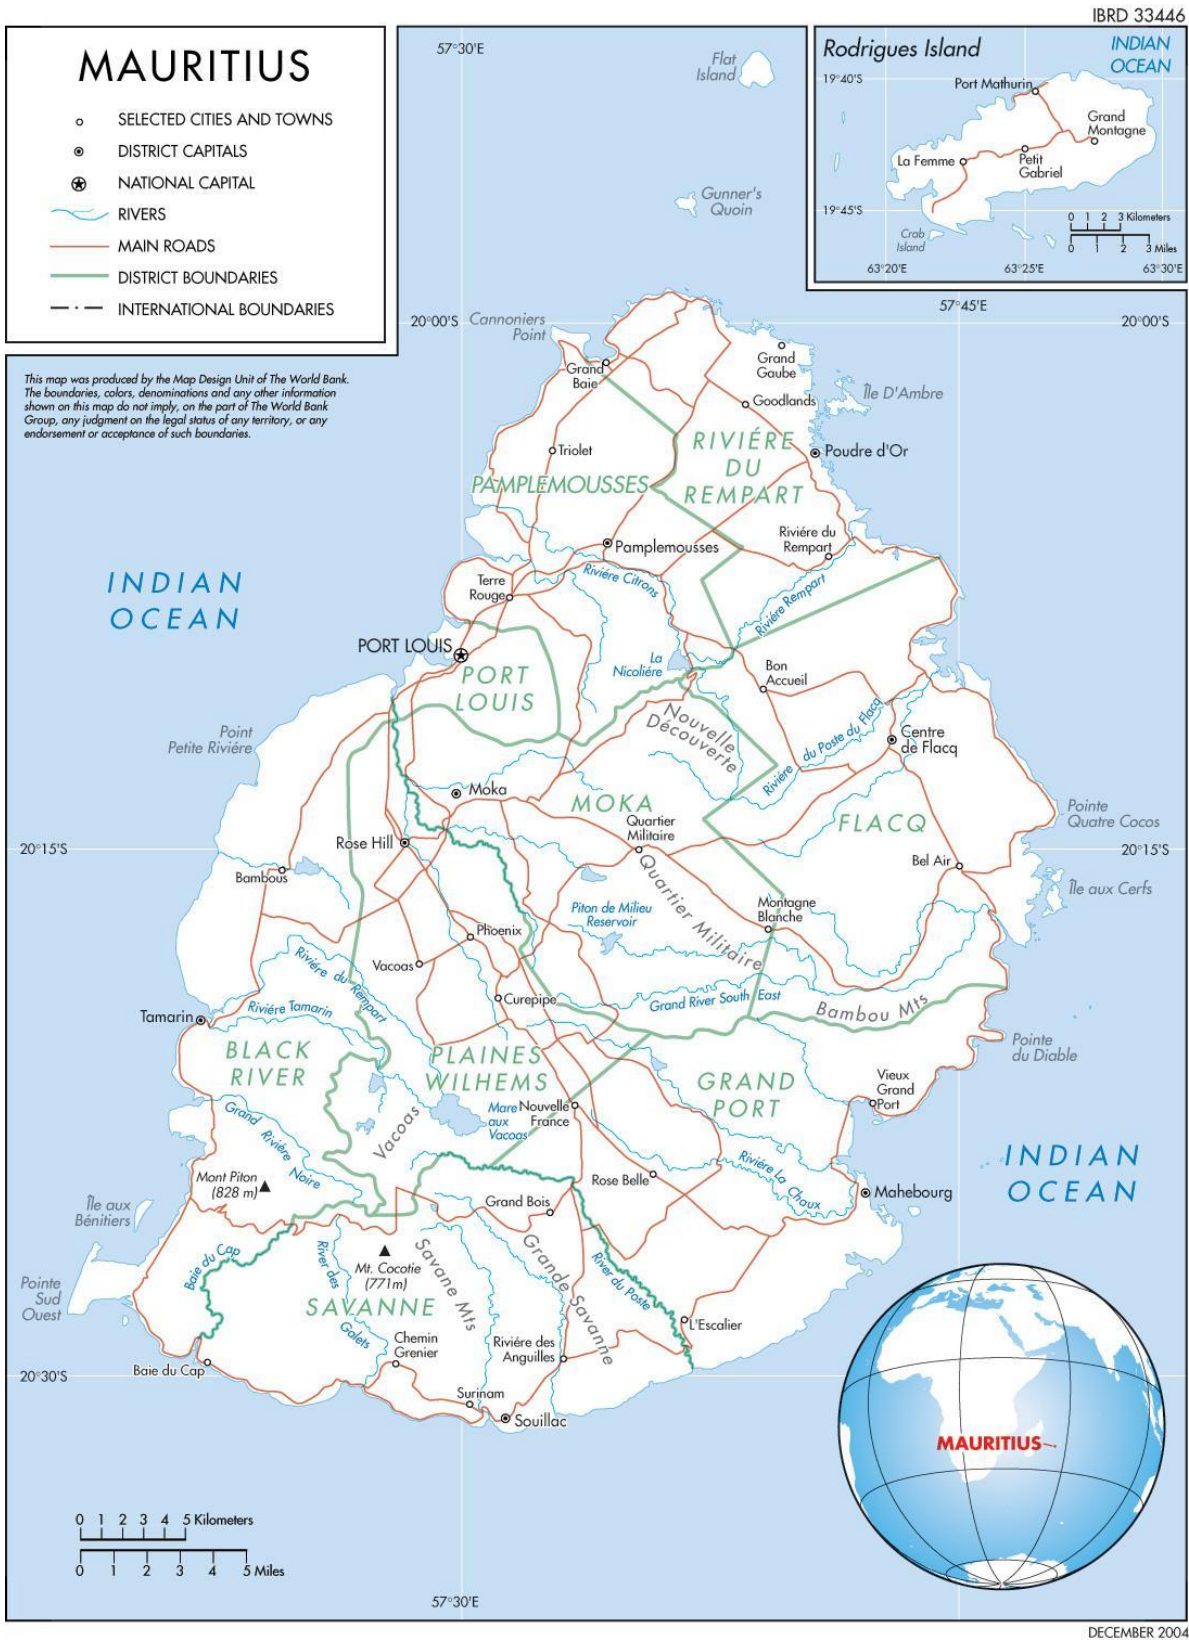 IBRD 33446
MAURITIUS
SELECTED CITIES AND TOWNS
DISTRICT CAPITALS
NATIONAL CAPITAL
RIVERS
MAIN ROADS
DISTRICT BOUNDARIES
INTERNATIONAL BOUNDARIES
This map was produced by the Map Design Unit of The World Bank.
The boundaries, colors, denominations and any other information
shown on this map do not imply, on the part of The World Bank
Group, any judgment on the legal status of any territory, or any
endorsement or acceptance of such boundaries.
57°30'E
Flat
Island
Gunner's
Quoin
Rodrigues Island
INDIAN
OCEAN
19°40'S
Port Mathurin
Grand
Montagne
La Femme
Petit
Gabriel
19°45'S
Crab
Island
0 1 2 3 Kilometers
0 1 2 3 Miles
63°20'E
63°25'E
63°30'E
57°45'E
20°00'S
Cannoniers
Point
20°00'S
Grand
Baie
Grand
Gaube
Goodlands
Île D'Ambre
Triolet
RIVIÉRE
DU
REMPART
Poudre d'Or
PAMPLEMOUSSES
Pamplemousses
Riviére du
Rempart
INDIAN
OCEAN
Terre
Rouge
Riviére Citrons
Riviére Rempart
PORT LOUIS
PORT
LOUIS
La
Nicoliére
Bon
Accueil
Point
Petite Riviére
Nouvelle
Découverte
Riviére du Poste du Flacq
Centre
de Flacq
Moka
MOKA
Quartier
Militaire
FLACQ
Pointe
Quatre Cocos
20°15'S
Rose Hill
20°15'S
Bel Air
Bambous
Quartier Militaire
Île aux Cerfs
Piton de Milieu
Reservoir
Montagne
Blanche
Phoenix
Vacoas
Riviére du Rempart
Curepipe
Grand River South East
Bambou Mts
Tamarin
Riviére Tamarin
BLACK
RIVER
PLAINES
WILHEMS
Pointe
du Diable
GRAND
PORT
Vieux
Grand
Port
Grand Riviére Noire
Vacoas
Mare
aux
Vacoas
Nouvelle
France
Riviére La Chaux
INDIAN
OCEAN
Mont Piton
(828 m)
Rose Belle
Mahebourg
Île aux
Bénitiers
Grand Bois
Baie du Cap
River des
Galets
Mt. Cocotie
(771m)
Savane Mts
Grande Savanne
River du Poste
Pointe
Sud
Ouest
SAVANNE
L'Escalier
Chemin
Grenier
Riviére des
Anguilles
Baie du Cap
20°30'S
Surinam
Souillac
MAURITIUS
0 1 2 3 4 5 Kilometers
0 1 2 3 4 5 Miles
57°30'E
DECEMBER 2004